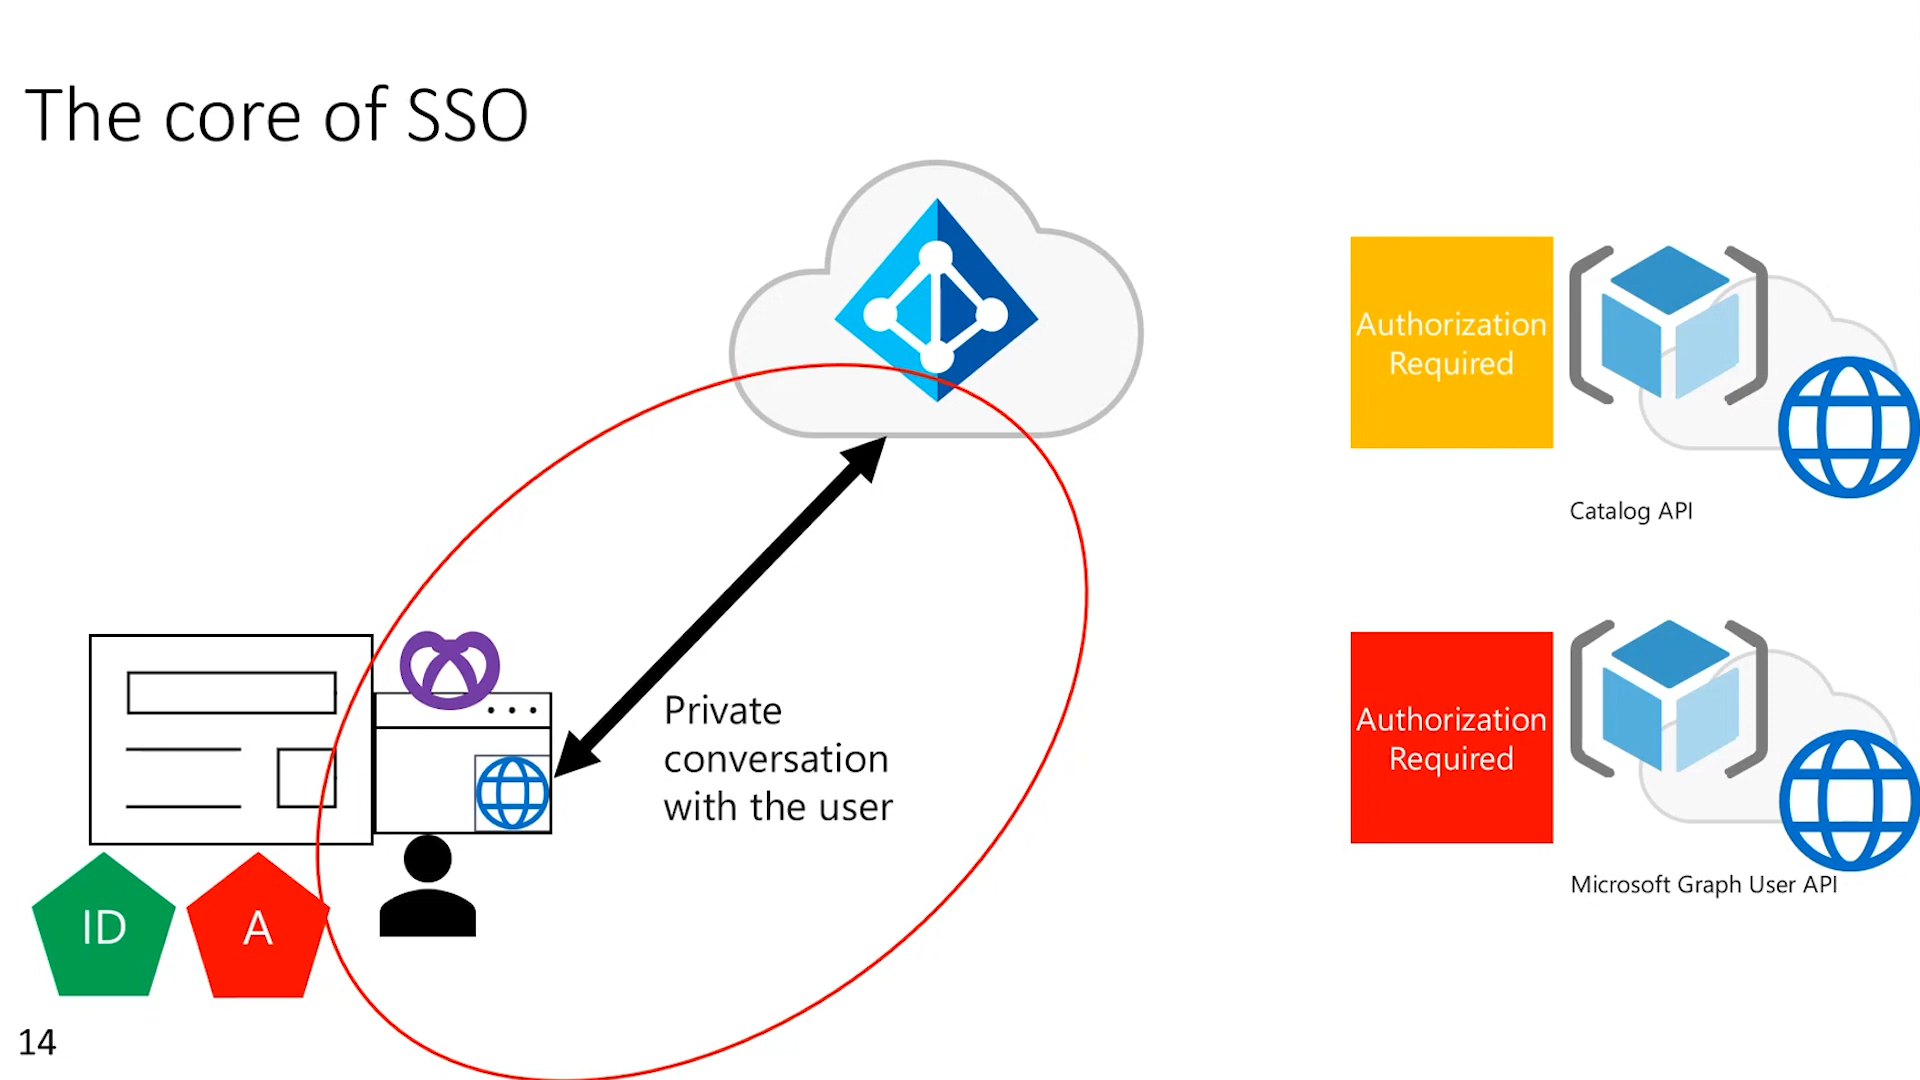 The core of SSO
Authorization
Required
Catalog API
Private
conversation
with the user
Authorization
Required
Microsoft Graph User API
ID
A
14